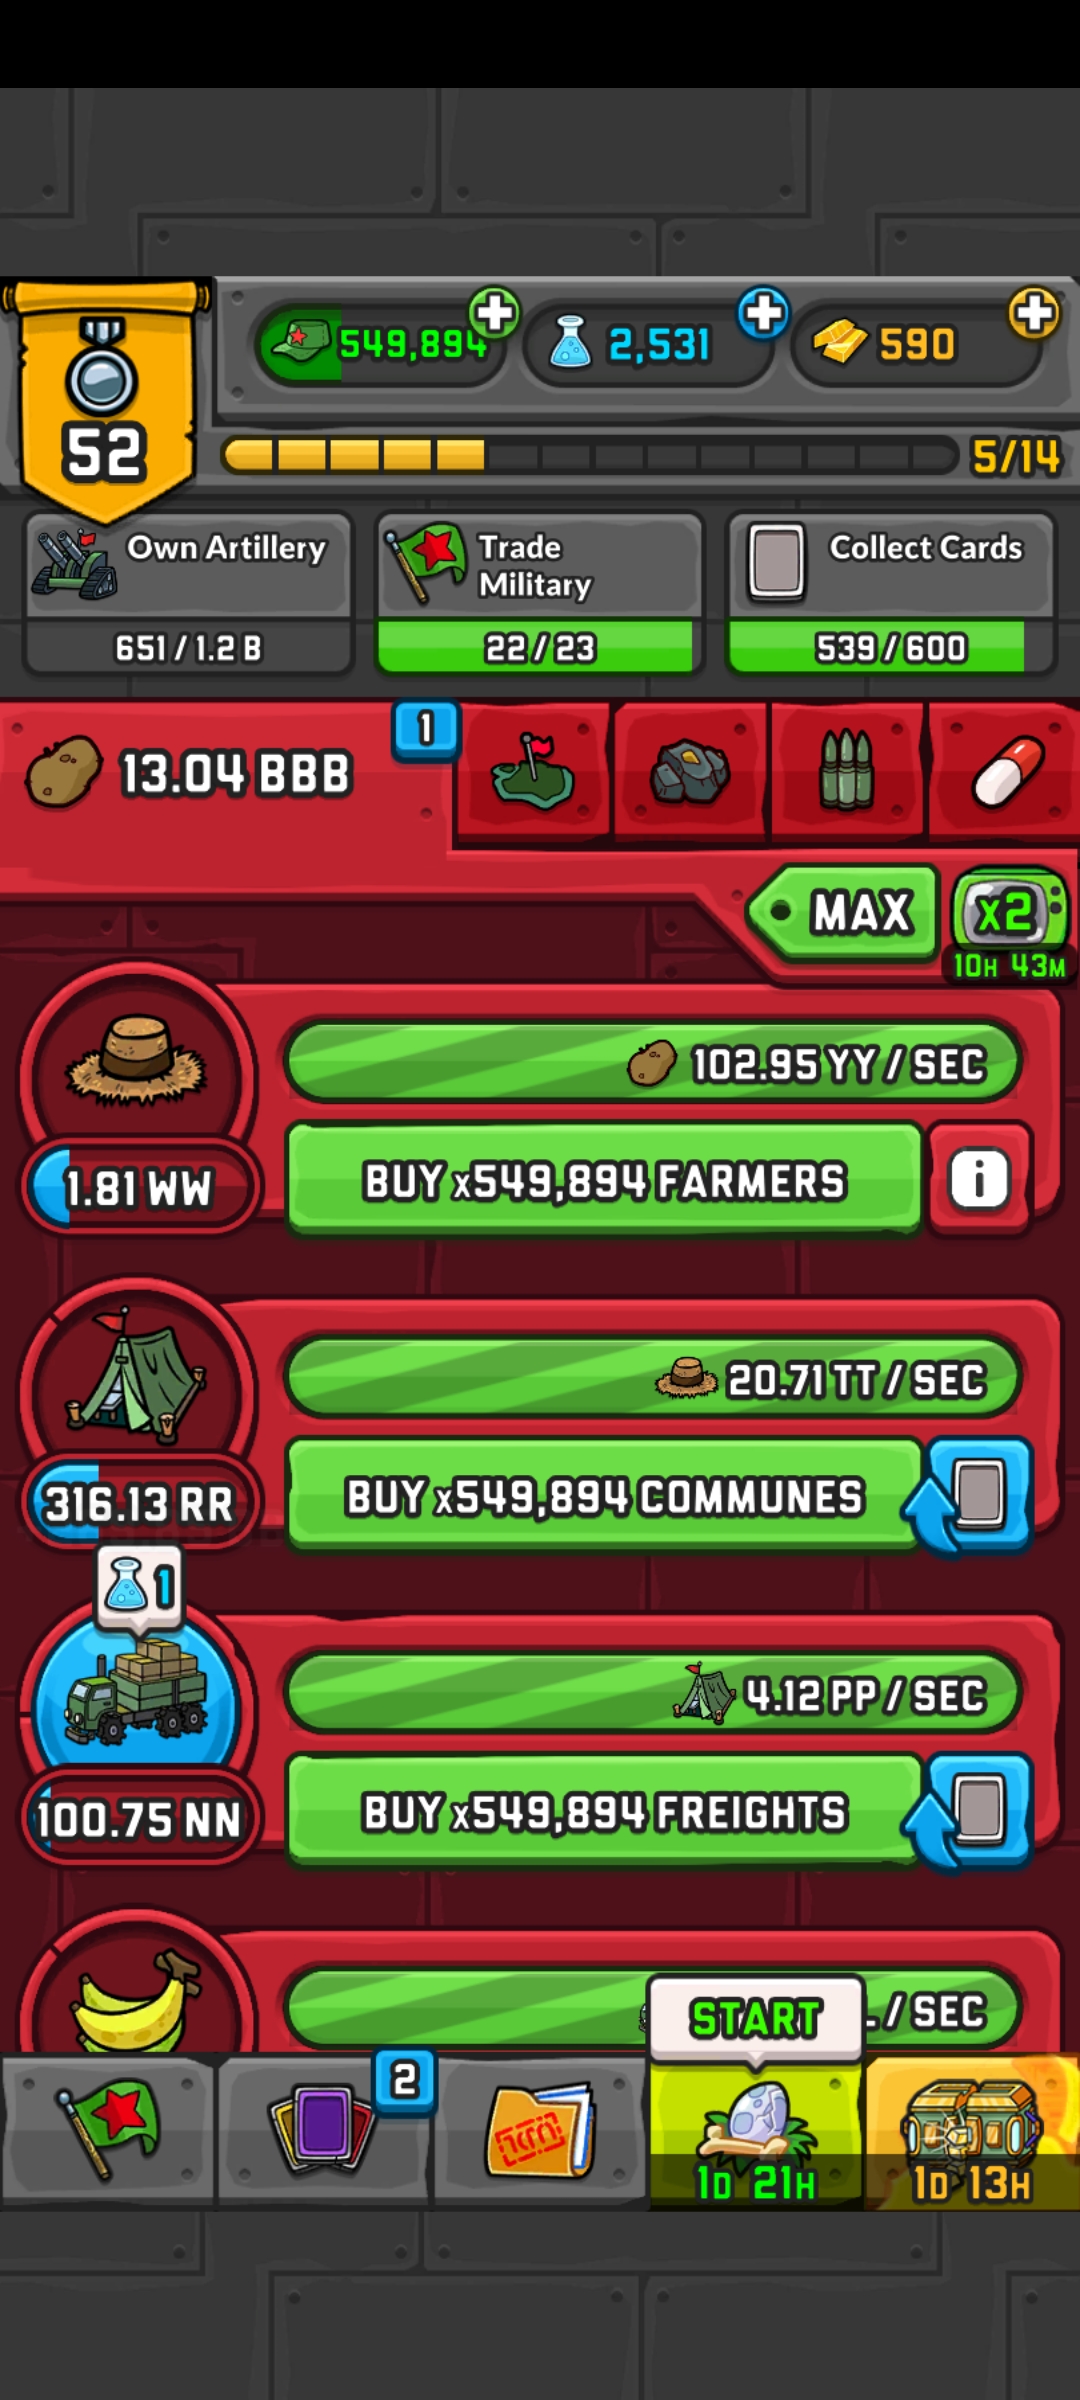 549,894
2,531
590
52
5/14
Own Artillery
651 / 1.2 B
Trade
Military
22 / 23
Collect Cards
539 / 600
13.04 BBB
1
MAX
x2
10H 43M
102.95 YY / SEC
1.81 WW
BUY x549,894 FARMERS
i
20.71 TT / SEC
316.13 RR
BUY x549,894 COMMUNES
1
4.12 PP / SEC
100.75 NN
BUY x549,894 FREIGHTS
/ SEC
START
2
1D 21H
1D 13H